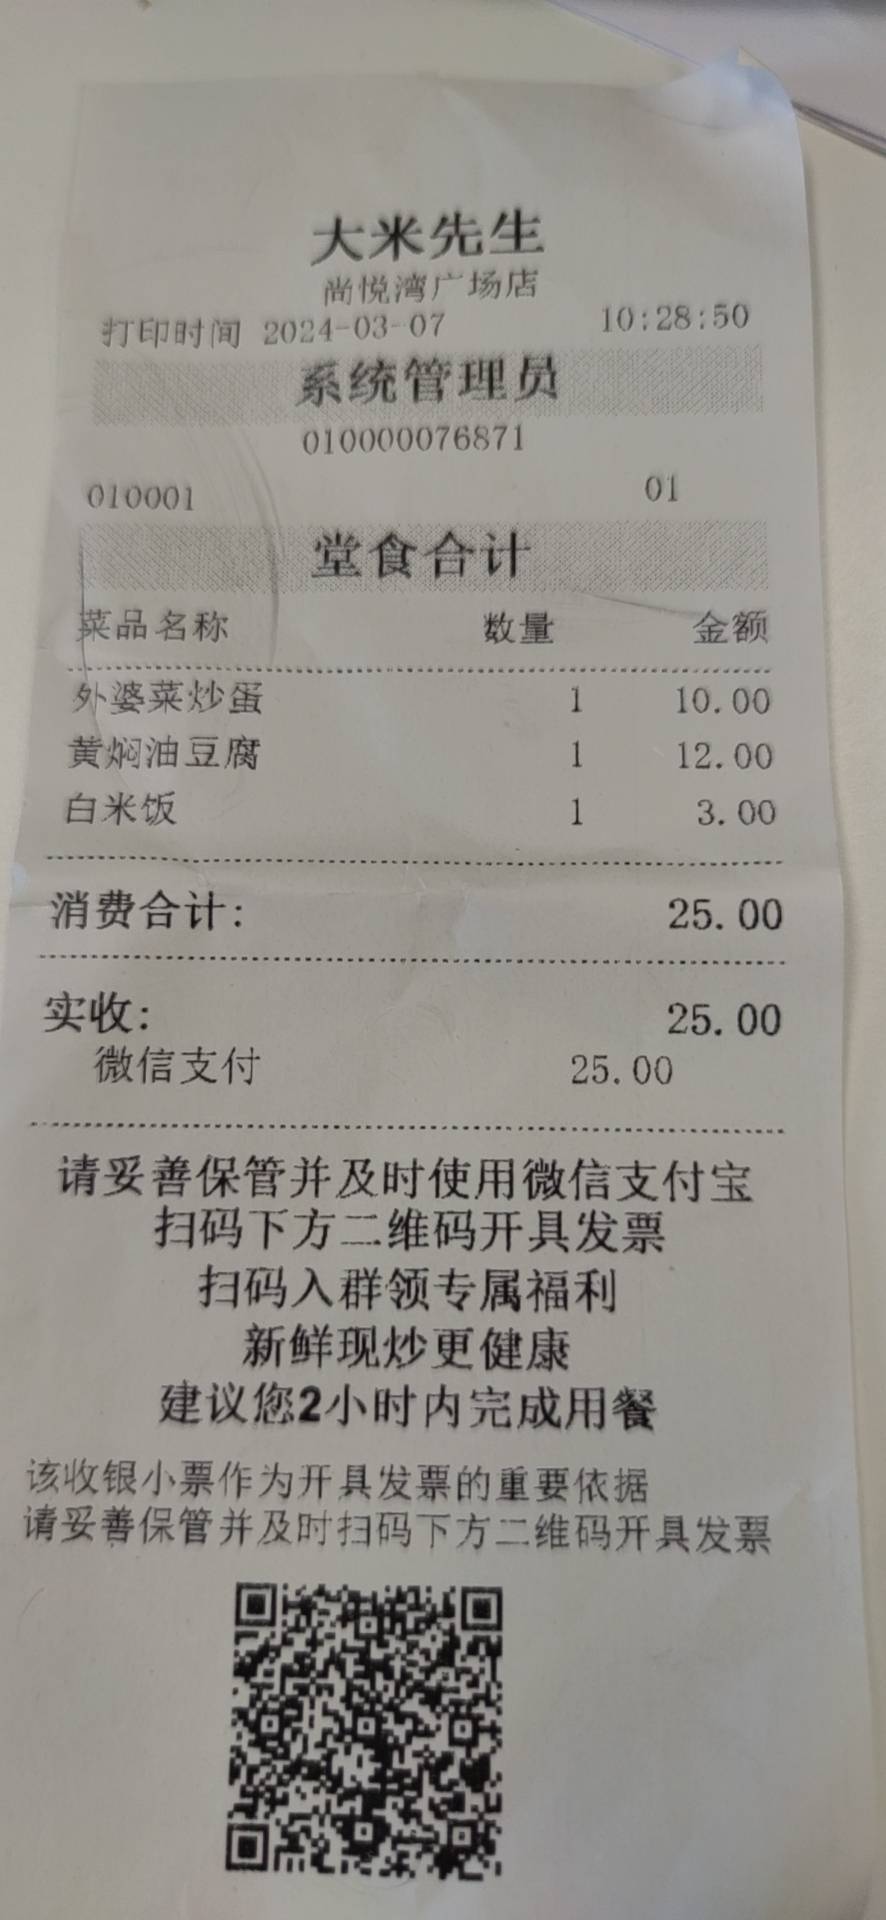 大米先生
尚悦湾广场店
打印时间 2024-03-07 10:28:50
系统管理员
010000076871
010001 01
堂食合计
菜品名称 数量 金额
外婆菜炒蛋 1 10.00
黄焖油豆腐 1 12.00
白米饭 1 3.00
消费合计: 25.00
实收: 25.00
微信支付 25.00
请妥善保管并及时使用微信支付宝
扫码下方二维码开具发票
扫码入群领专属福利
新鲜现炒更健康
建议您2小时内完成用餐
该收银小票作为开具发票的重要依据
请妥善保管并及时扫码下方二维码开具发票